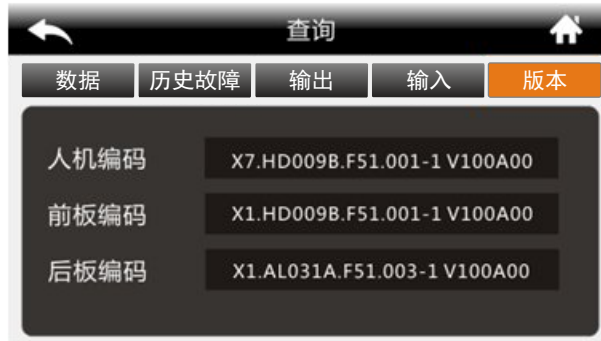 查询
数据 历史故障 输出 输入 版本
人机编码 X7.HD009B.F51.001-1 V100A00
前板编码 X1.HD009B.F51.001-1 V100A00
后板编码 X1.AL031A.F51.003-1 V100A00